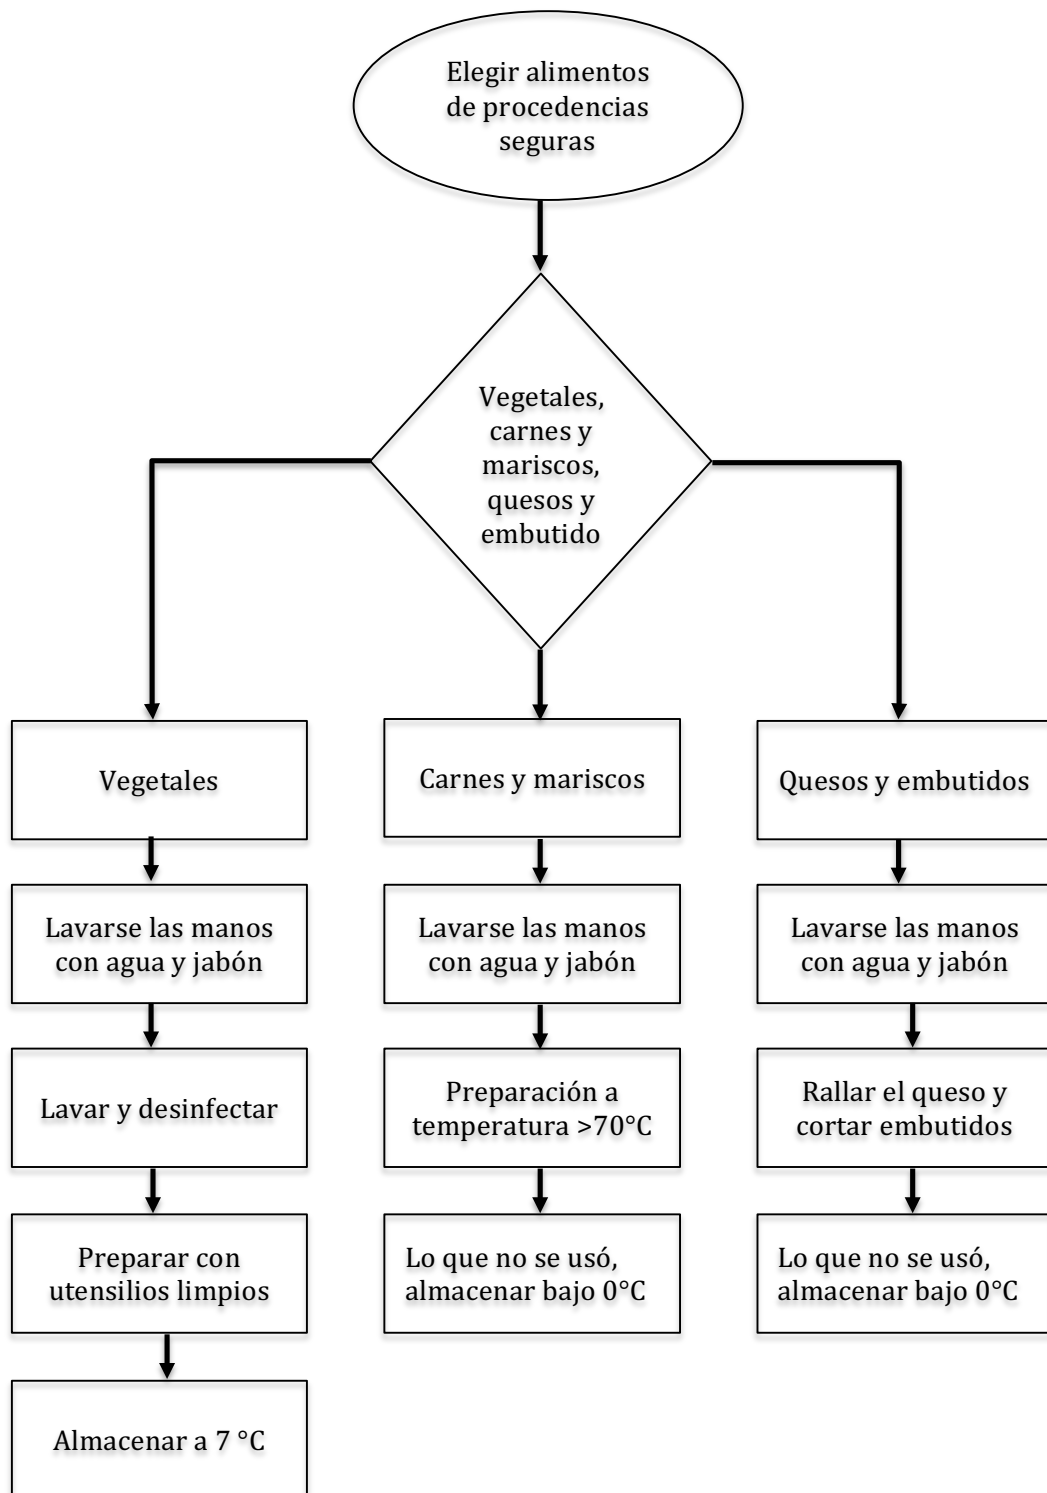 Elegir alimentos
de procedencias
seguras
Vegetales,
carnes y
mariscos,
quesos y
embutido
Vegetales
Carnes y mariscos
Quesos y embutidos
Lavarse las manos
con agua y jabón
Lavarse las manos
con agua y jabón
Lavarse las manos
con agua y jabón
Lavar y desinfectar
Preparación a
temperatura >70°C
Rallar el queso y
cortar embutidos
Preparar con
utensilios limpios
Lo que no se usó,
almacenar bajo 0°C
Lo que no se usó,
almacenar bajo 0°C
Almacenar a 7 °C